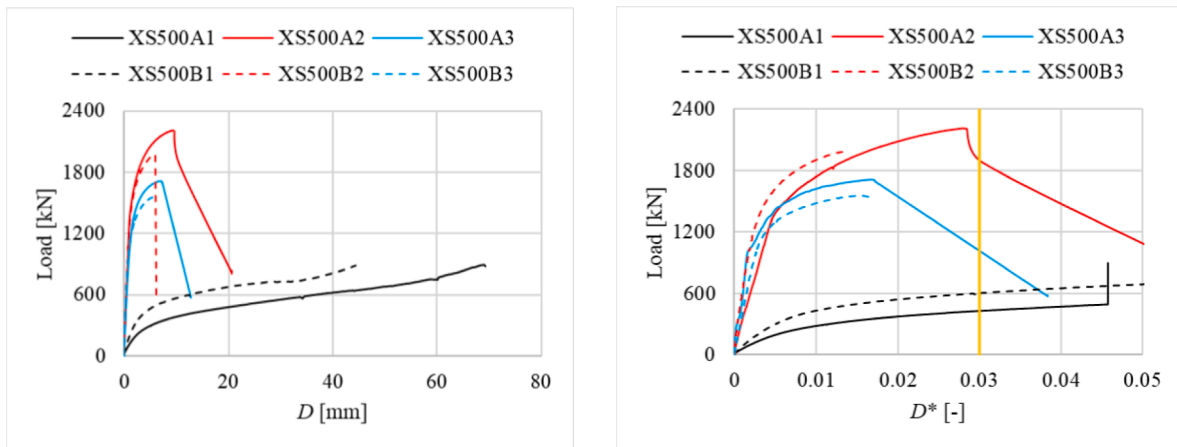 XS500A1 XS500A2 XS500A3
XS500B1 XS500B2 XS500B3
2400
1800
1200
600
0
Load [kN]
0 20 40 60 80
D [mm]
XS500A1 XS500A2 XS500A3
XS500B1 XS500B2 XS500B3
2400
1800
1200
600
0
Load [kN]
0 0.01 0.02 0.03 0.04 0.05
D* [-]